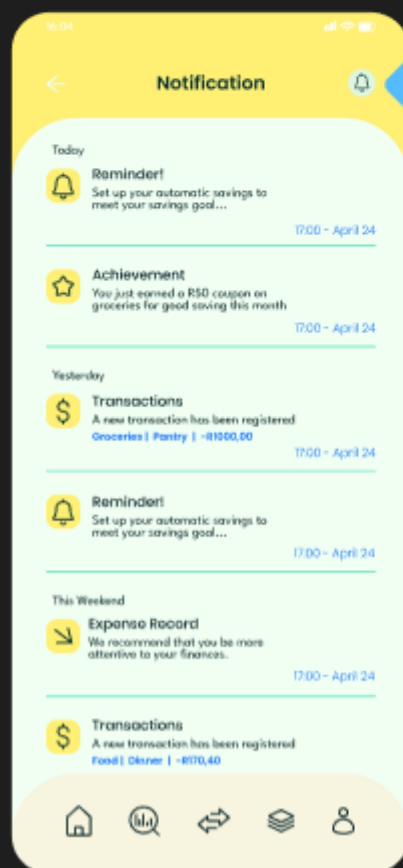 16:04
Notification
Today
Reminder!
Set up your automatic savings to
meet your savings goal...
17:00 - April 24
Achievement
You just earned a R50 coupon on
groceries for good saving this month
17:00 - April 24
Yesterday
Transactions
A new transaction has been registered
Groceries | Pantry | -R1000,00
17:00 - April 24
Reminder!
Set up your automatic savings to
meet your savings goal...
17:00 - April 24
This Weekend
Expense Record
We recommend that you be more
attentive to your finances.
17:00 - April 24
Transactions
A new transaction has been registered
Food | Dinner | -R170,40